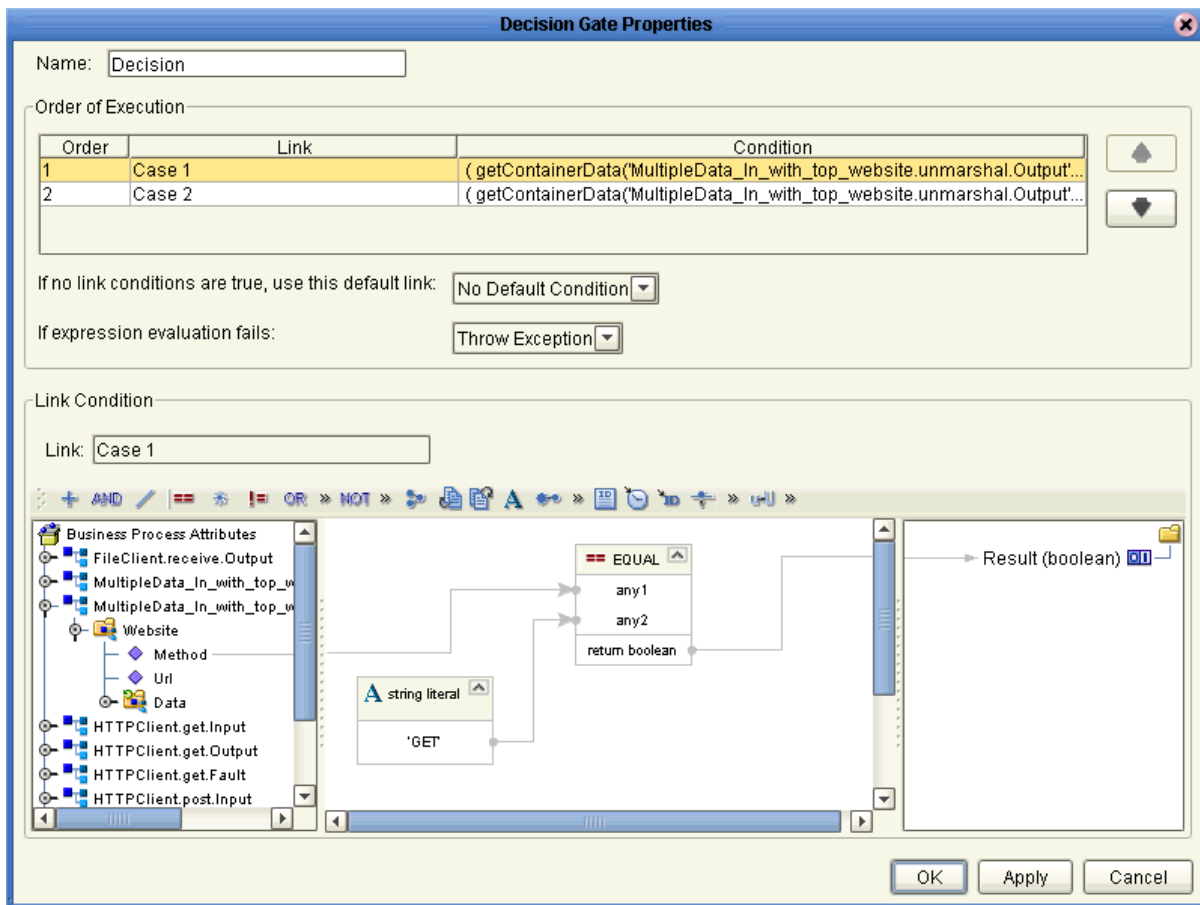 Decision Gate Properties
Name: Decision
Order of Execution
Order Link Condition
1 Case 1 ( getContainerData('MultipleData_In_with_top_website.unmarshal.Output'...
2 Case 2 ( getContainerData('MultipleData_In_with_top_website.unmarshal.Output'...
If no link conditions are true, use this default link: No Default Condition
If expression evaluation fails: Throw Exception
Link Condition
Link: Case 1
AND == != OR » NOT » A » ID ID » »
Business Process Attributes
FileClient.receive.Output
MultipleData_In_with_top_w
MultipleData_In_with_top_w
Website
Method
Url
Data
HTTPClient.get.Input
HTTPClient.get.Output
HTTPClient.get.Fault
HTTPClient.post.Input
== EQUAL
any1
any2
return boolean
A string literal
'GET'
Result (boolean)
OK Apply Cancel